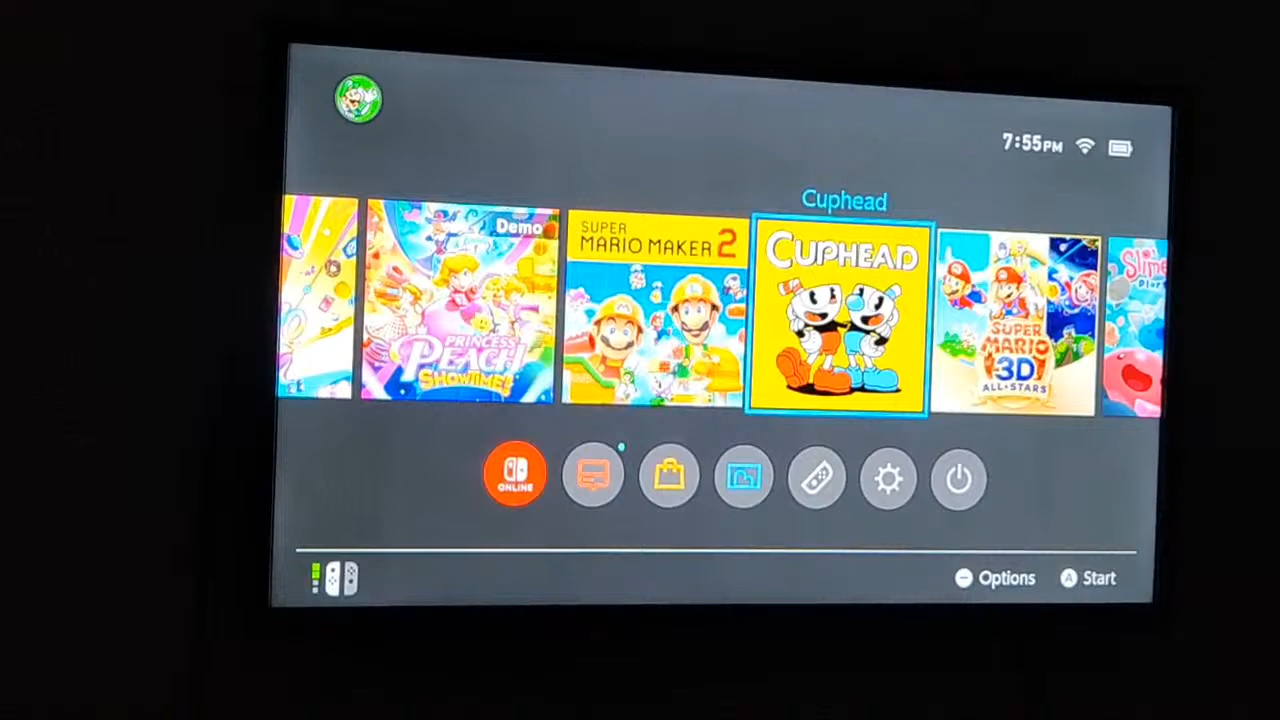 7:55PM
Cuphead
Demo
PRINCESS
PEACH
SHOWTIME!
SUPER
MARIO MAKER 2
CUPHEAD
SUPER
MARIO
3D
ALL★STARS
Slime
ONLINE
Options
A Start